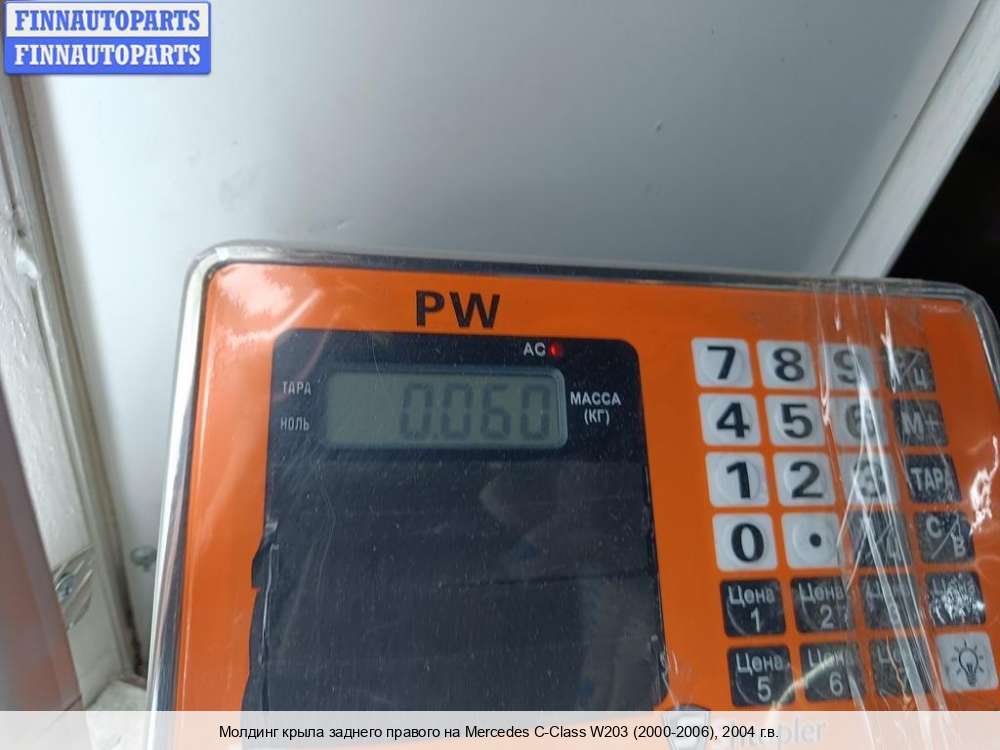 FINNAUTOPARTS
FINNAUTOPARTS
PW
AC
ТАРА
НОЛЬ
0.060
МАССА
(КГ)
7 8 9
4 5 6 M+
1 2 3 ТАРА
0 .
Цена 1
Цена 2
Цена 5
Цена 6
Молдинг крыла заднего правого на Mercedes C-Class W203 (2000-2006), 2004 г.в.